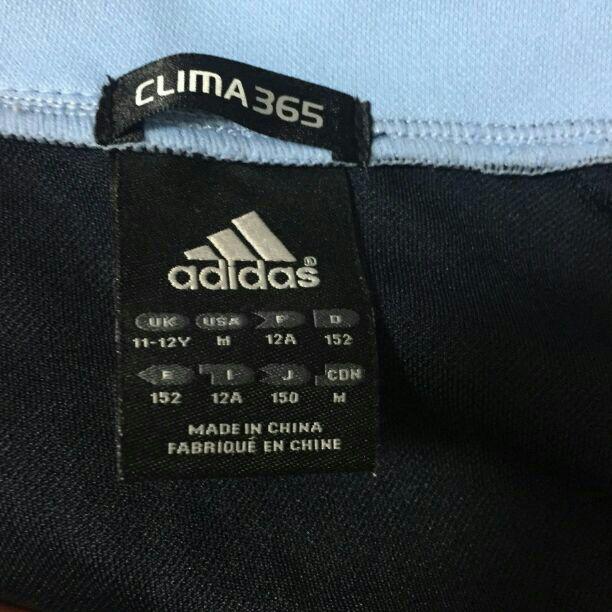 CLIMA365
adidas®
UK USA F D
11-12Y M 12A 152
E I J CDN
152 12A 150 M
MADE IN CHINA
FABRIQUÉ EN CHINE